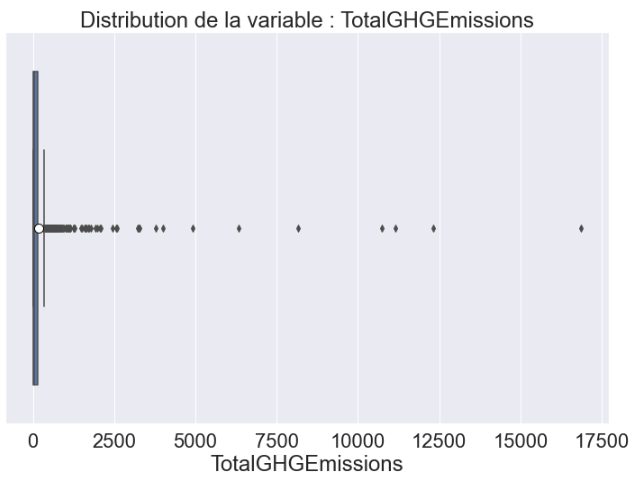 Distribution de la variable : TotalGHGEmissions
0 2500 5000 7500 10000 12500 15000 17500
TotalGHGEmissions